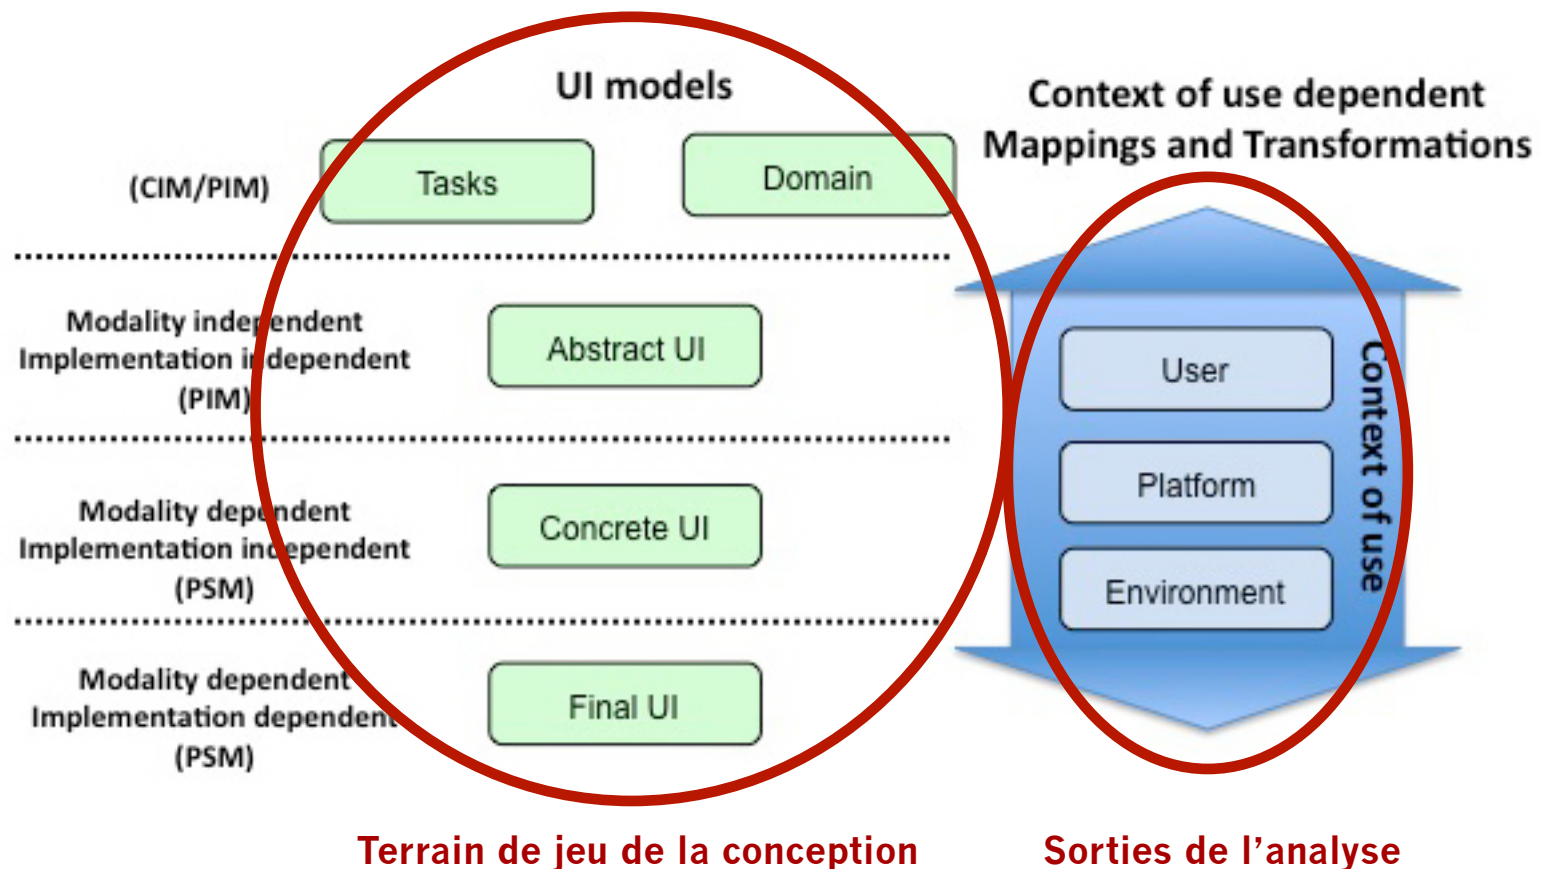 UI models
Context of use dependent
Mappings and Transformations
(CIM/PIM)
Tasks
Domain
Modality independent
Implementation independent
(PIM)
Abstract UI
Modality dependent
Implementation independent
(PSM)
Concrete UI
Modality dependent
Implementation dependent
(PSM)
Final UI
User
Platform
Environment
Context of use
Terrain de jeu de la conception
Sorties de l'analyse